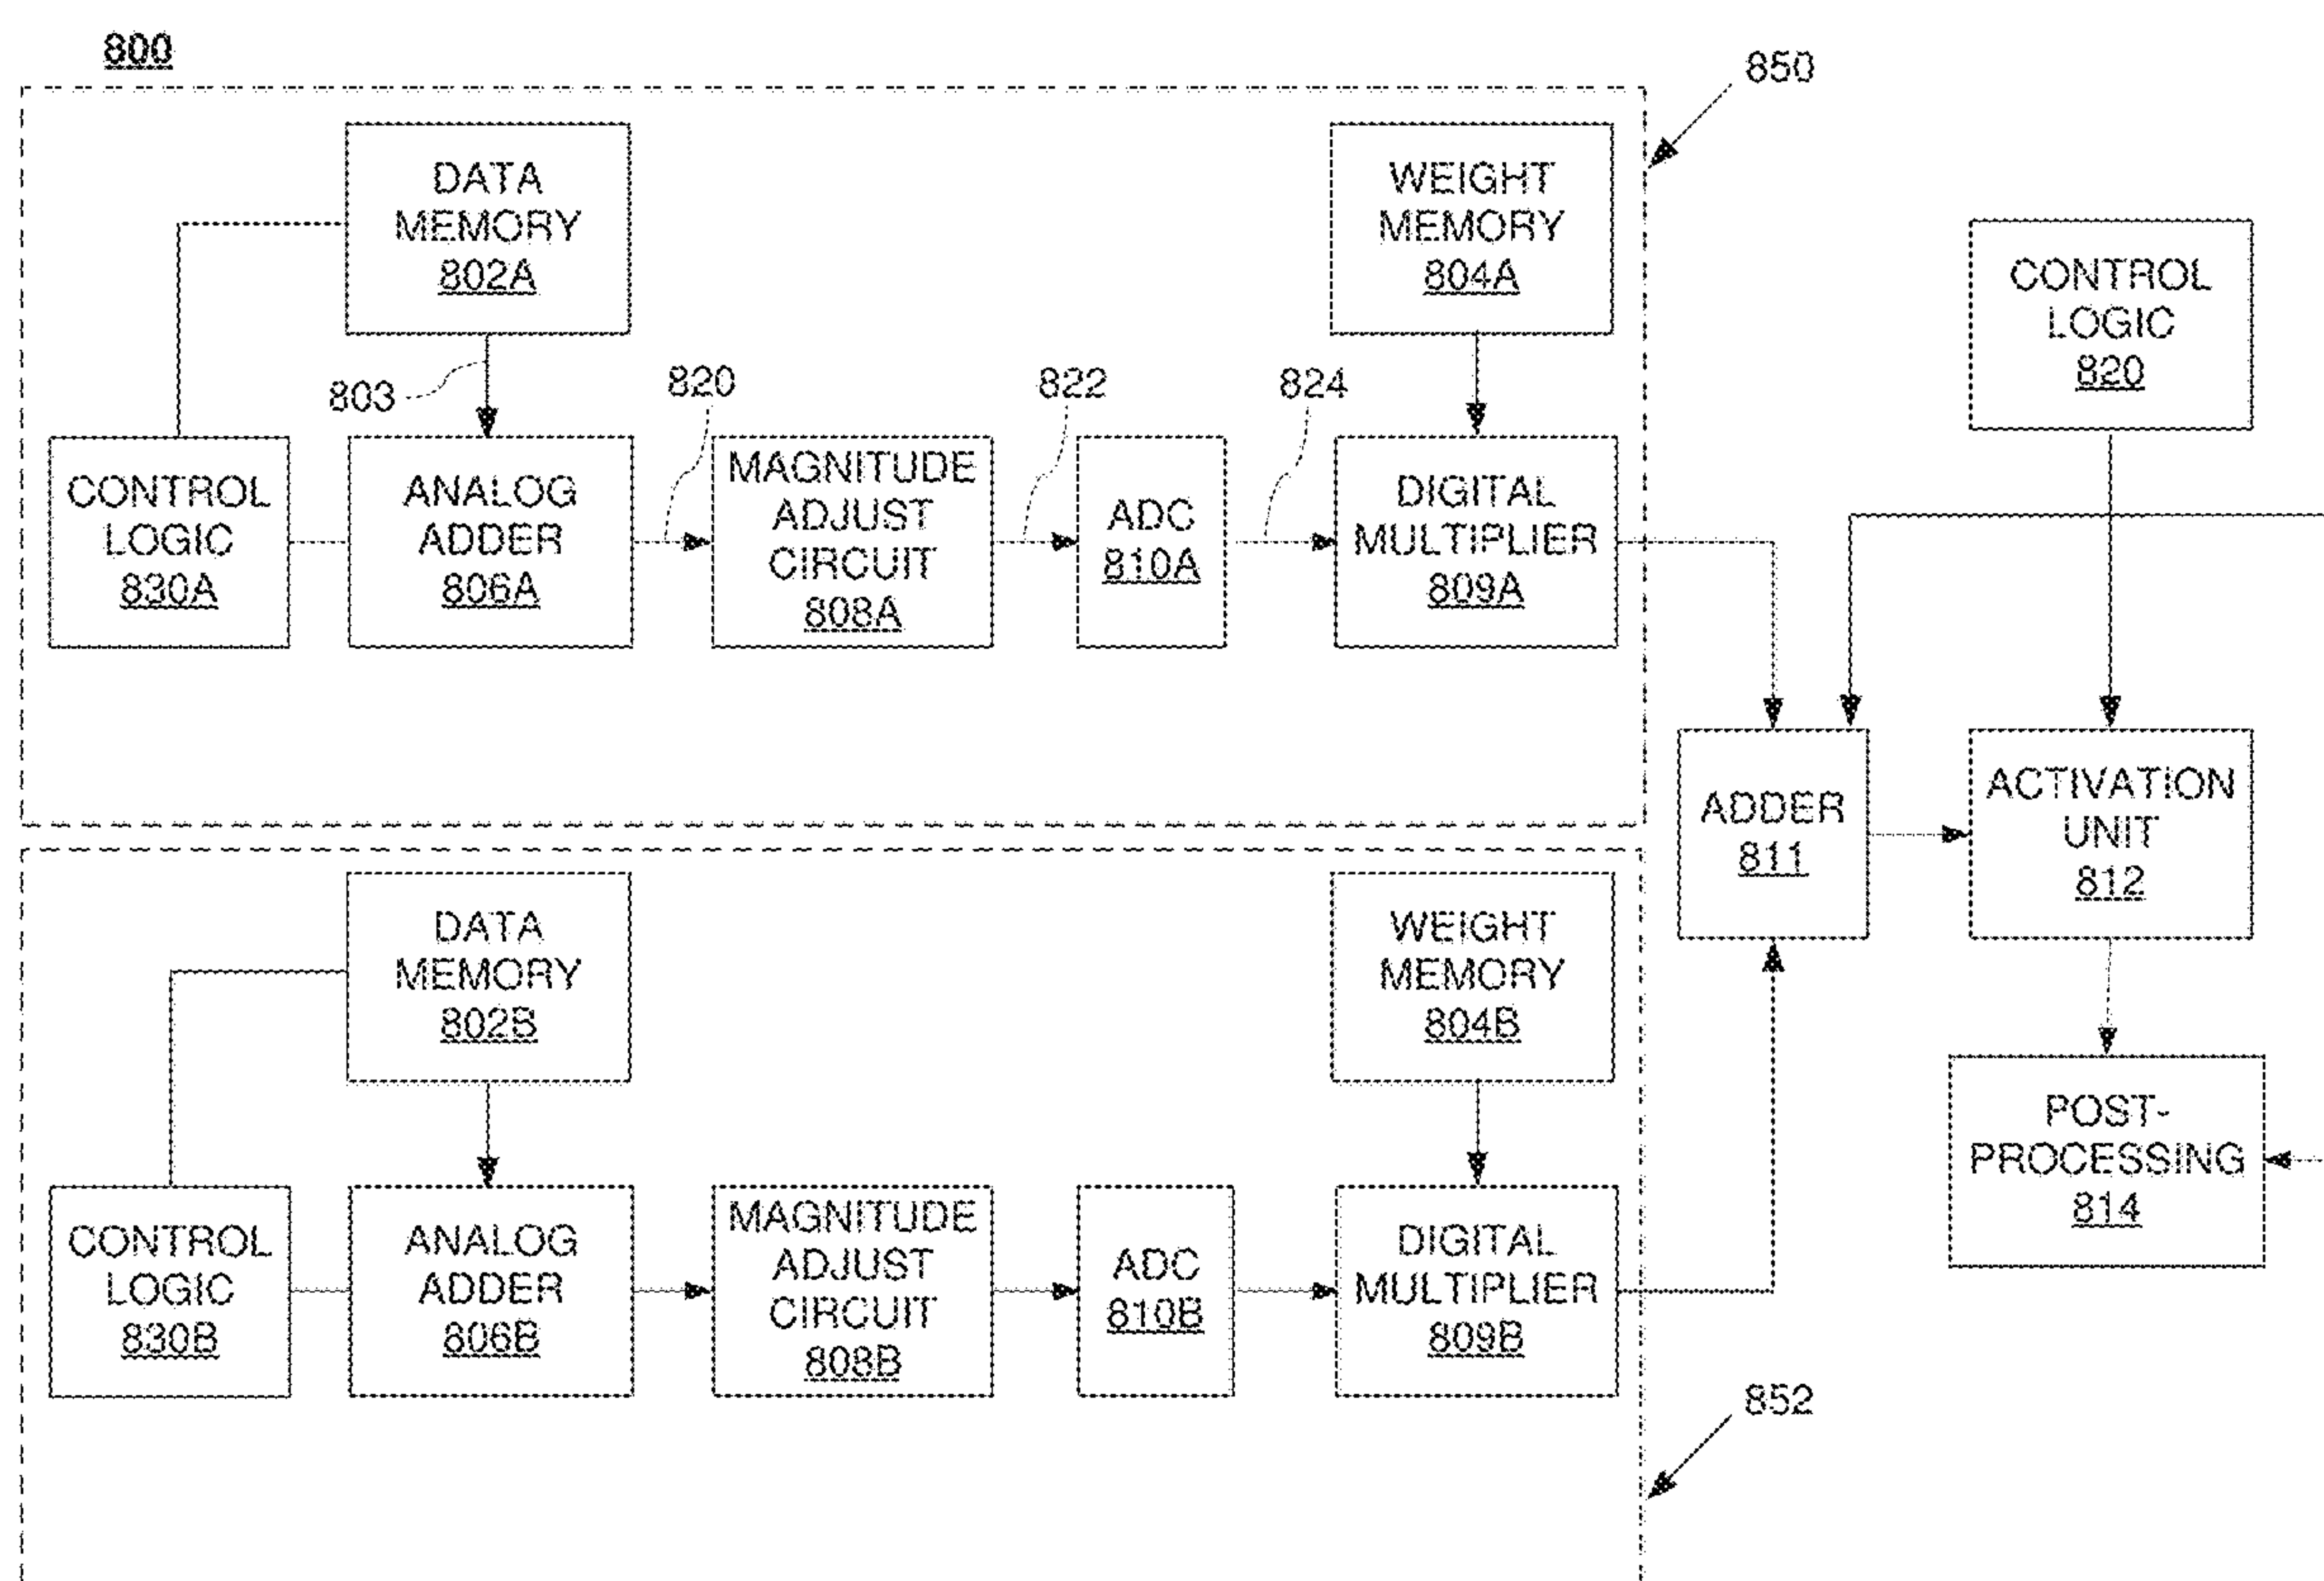 800
850
DATA
MEMORY
802A
WEIGHT
MEMORY
804A
CONTROL
LOGIC
820
803
820
822
824
CONTROL
LOGIC
830A
ANALOG
ADDER
806A
MAGNITUDE
ADJUST
CIRCUIT
808A
ADC
810A
DIGITAL
MULTIPLIER
809A
ADDER
811
ACTIVATION
UNIT
812
DATA
MEMORY
802B
WEIGHT
MEMORY
804B
POST-
PROCESSING
814
CONTROL
LOGIC
830B
ANALOG
ADDER
806B
MAGNITUDE
ADJUST
CIRCUIT
808B
ADC
810B
DIGITAL
MULTIPLIER
809B
852